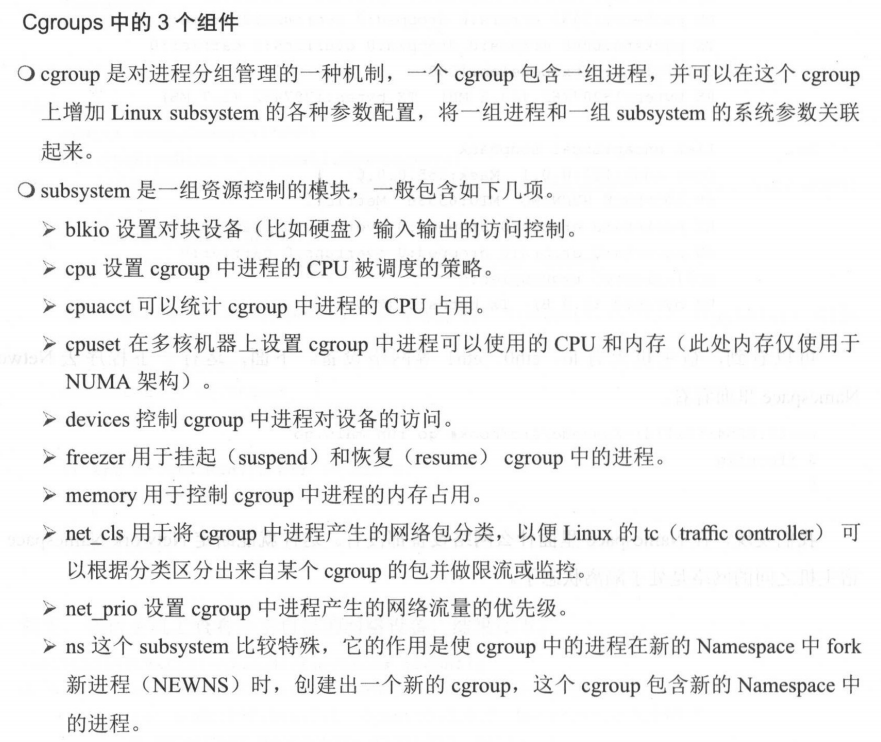 Cgroups 中的 3 个组件
❍ cgroup 是对进程分组管理的一种机制，一个 cgroup 包含一组进程，并可以在这个 cgroup
上增加 Linux subsystem 的各种参数配置，将一组进程和一组 subsystem 的系统参数关联
起来。
❍ subsystem 是一组资源控制的模块，一般包含如下几项。
➢ blkio 设置对块设备（比如硬盘）输入输出的访问控制。
➢ cpu 设置 cgroup 中进程的 CPU 被调度的策略。
➢ cpuacct 可以统计 cgroup 中进程的 CPU 占用。
➢ cpuset 在多核机器上设置 cgroup 中进程可以使用的 CPU 和内存（此处内存仅使用于
NUMA 架构）。
➢ devices 控制 cgroup 中进程对设备的访问。
➢ freezer 用于挂起（suspend）和恢复（resume） cgroup 中的进程。
➢ memory 用于控制 cgroup 中进程的内存占用。
➢ net_cls 用于将 cgroup 中进程产生的网络包分类，以便 Linux 的 tc（traffic controller） 可
以根据分类区分出来自某个 cgroup 的包并做限流或监控。
➢ net_prio 设置 cgroup 中进程产生的网络流量的优先级。
➢ ns 这个 subsystem 比较特殊，它的作用是使 cgroup 中的进程在新的 Namespace 中 fork
新进程（NEWNS）时，创建出一个新的 cgroup，这个 cgroup 包含新的 Namespace 中
的进程。